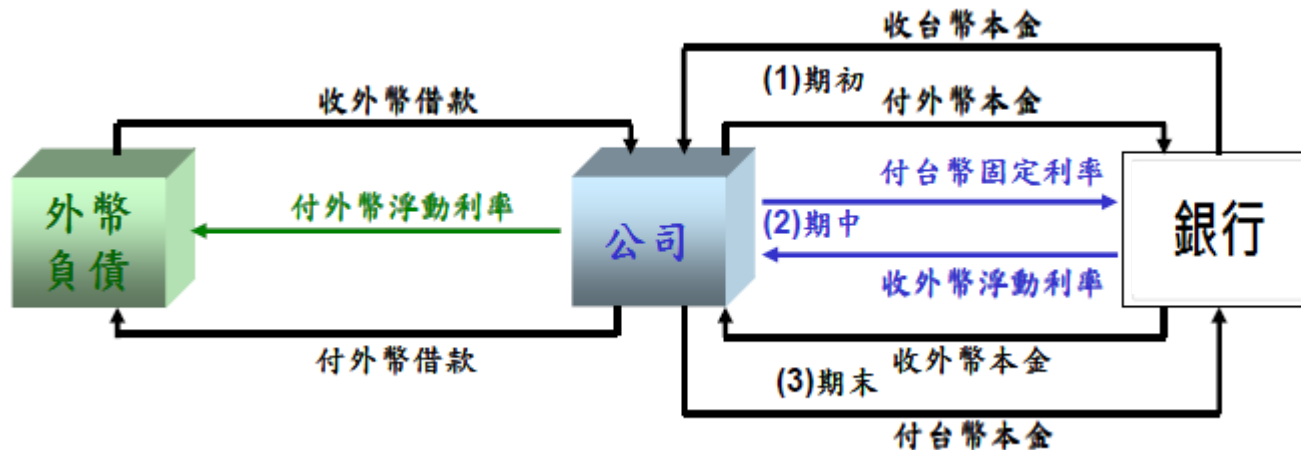 收台幣本金
(1)期初
付外幣本金
收外幣借款
外幣
負債
付外幣浮動利率
公司
付台幣固定利率
(2)期中
收外幣浮動利率
銀行
付外幣借款
收外幣本金
(3)期末
付台幣本金